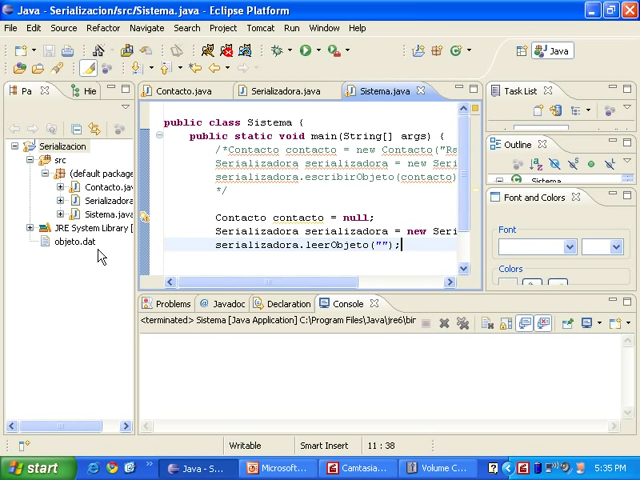 Java - Serializacion/src/Sistema.java - Eclipse Platform
File Edit Source Refactor Navigate Search Project Tomcat Run Window Help
Java
Pa Hie
Contacto.java Serializadora.java Sistema.java
Task List
Serializacion
src
(default package
Contacto.ja
Serializadora
Sistema.java
JRE System Library [
objeto.dat
public class Sistema {
public static void main(String[] args) {
/*Contacto contacto = new Contacto("Rs
Serializadora serializadora = new Seri
serializadora.escribirObjeto(contacto)
*/
Contacto contacto = null;
Serializadora serializadora = new Seri
serializadora.leerObjeto("");
Outline
Sistema
Font and Colors
Font
Colors
Problems Javadoc Declaration Console
<terminated> Sistema [Java Application] C:\Program Files\Java\jre6\bin
Writable Smart Insert 11 : 38
start Java - S... Microsoft... Camtasia... Volume C... 5:35 PM